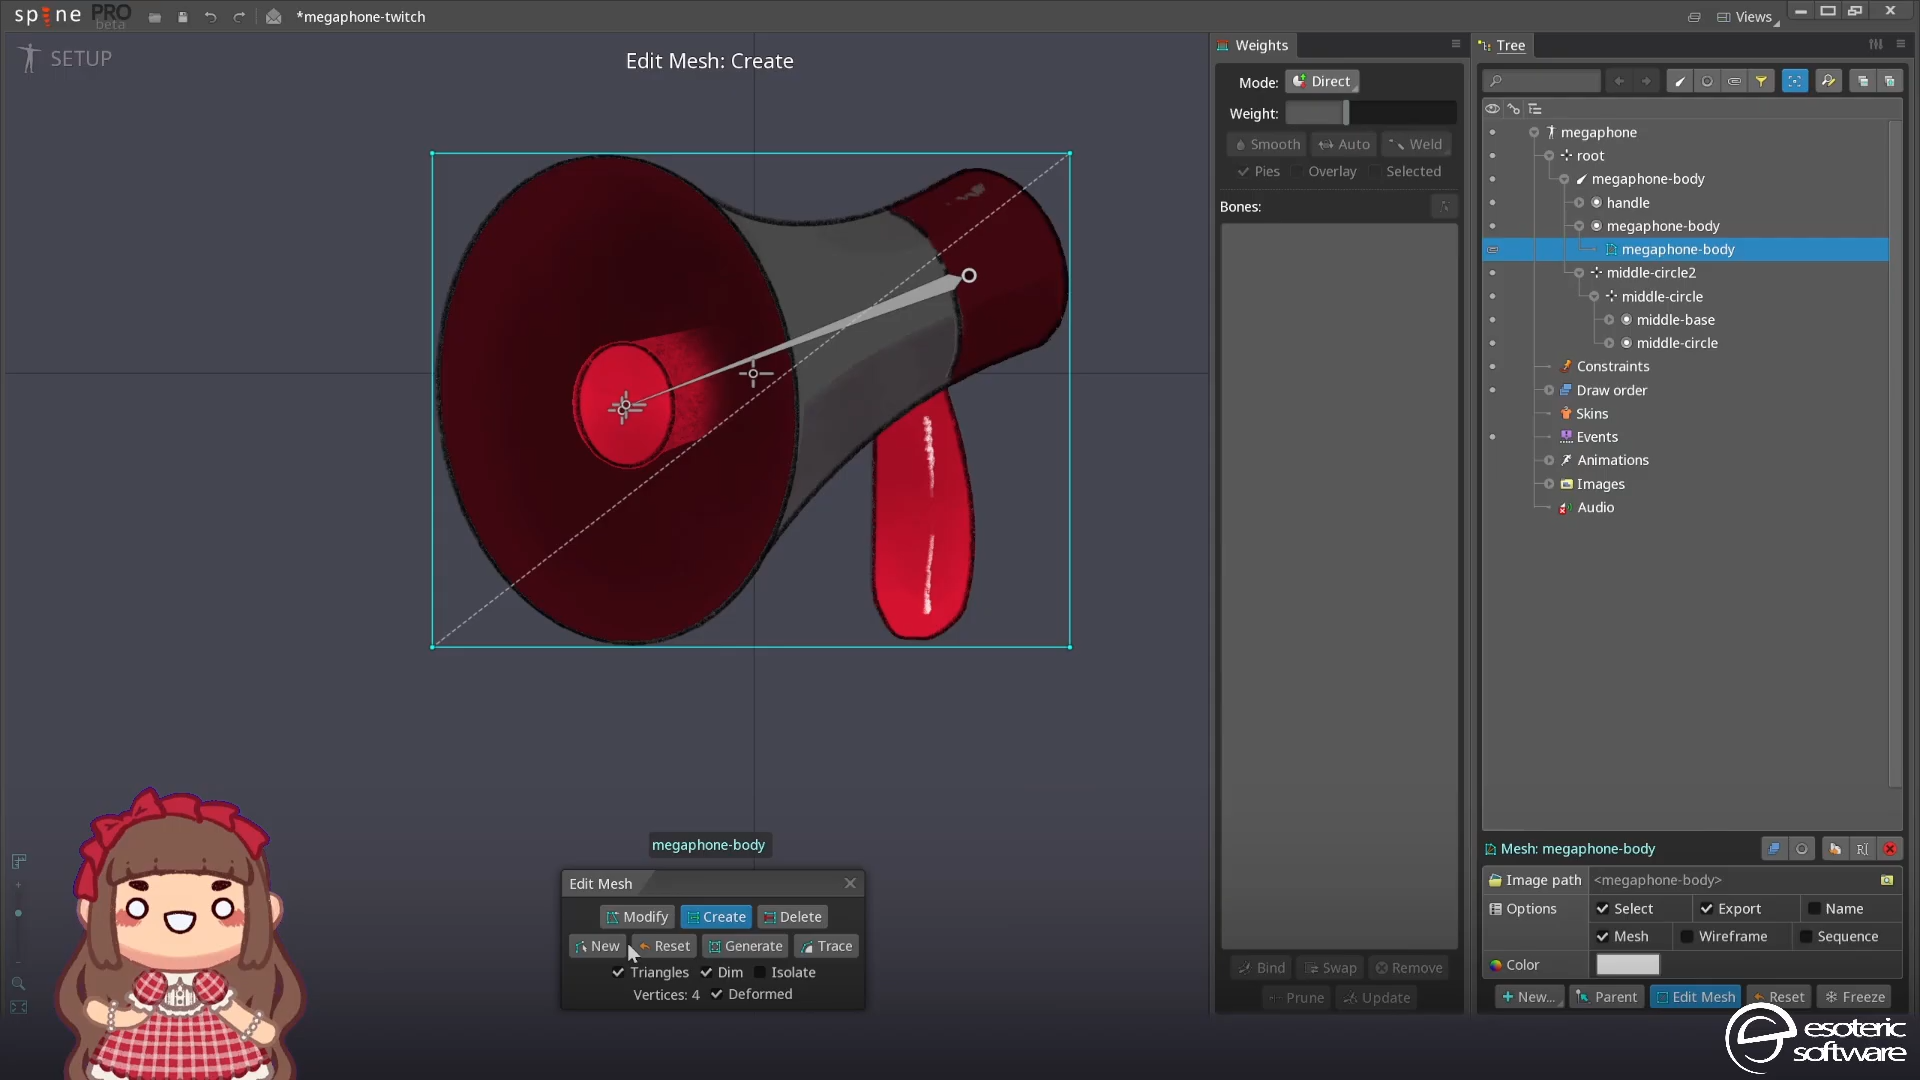 spine PRO beta
*megaphone-twitch
Views
SETUP
Edit Mesh: Create
megaphone-body
Edit Mesh
Modify
Create
Delete
New
Reset
Generate
Trace
Triangles
Dim
Isolate
Vertices: 4
Deformed
Weights
Mode:
Direct
Weight:
Smooth
Auto
Weld
Pies
Overlay
Selected
Bones:
Bind
Swap
Remove
Prune
Update
Tree
megaphone
root
megaphone-body
handle
megaphone-body
megaphone-body
middle-circle2
middle-circle
middle-base
middle-circle
Constraints
Draw order
Skins
Events
Animations
Images
Audio
Mesh: megaphone-body
Image path
<megaphone-body>
Options
Select
Export
Name
Mesh
Wireframe
Sequence
Color
New...
Parent
Edit Mesh
Reset
Freeze
esoteric
software